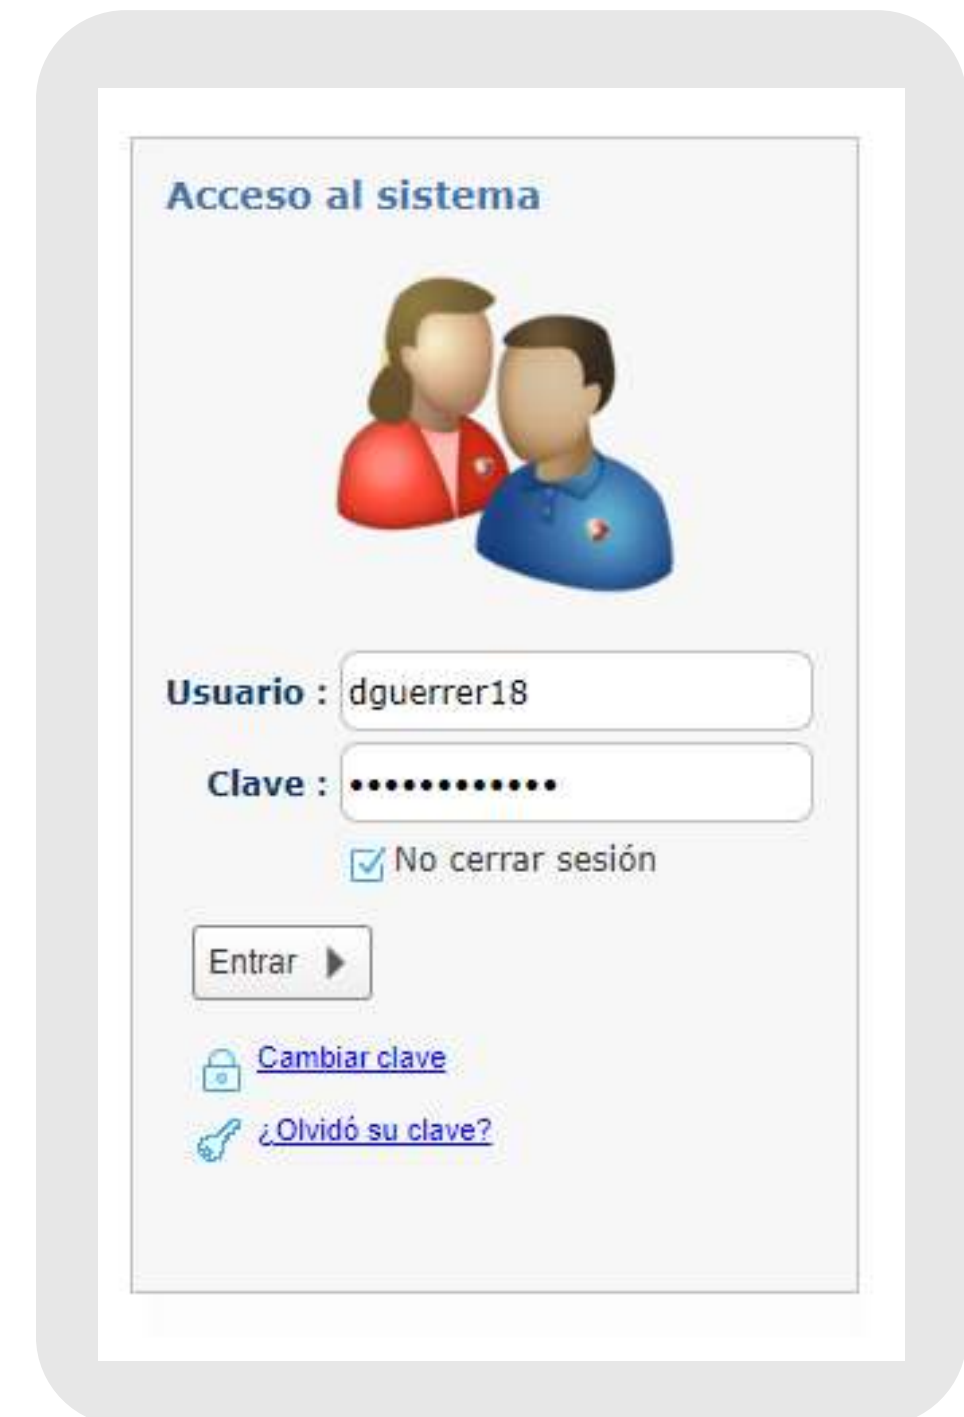 Acceso al sistema
Usuario : dguerrer18
Clave : ••••••••••••
No cerrar sesión
Entrar
Cambiar clave
¿Olvidó su clave?